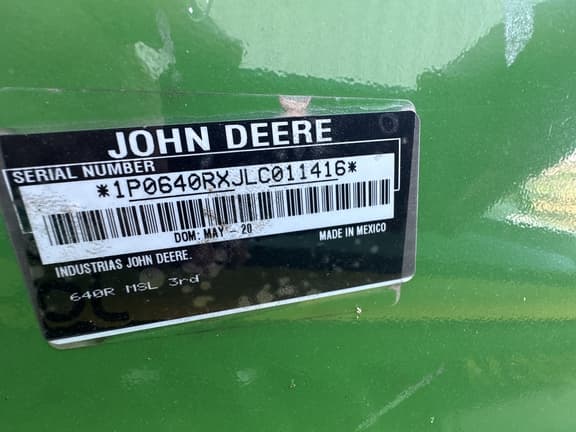 JOHN DEERE
SERIAL NUMBER
*1P0640RXJLC011416*
DOM: MAY - 20
MADE IN MEXICO
INDUSTRIAS JOHN DEERE.
640R MSL 3rd